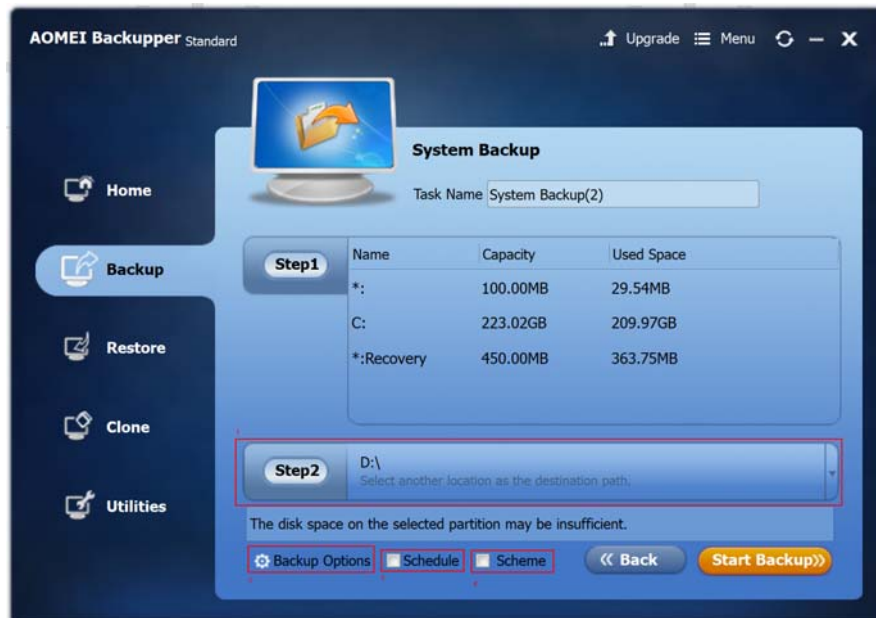 AOMEI Backupper Standard
Upgrade Menu
System Backup
Task Name System Backup(2)
Home
Backup
Restore
Clone
Utilities
Step1
Name Capacity Used Space
*: 100.00MB 29.54MB
C: 223.02GB 209.97GB
*:Recovery 450.00MB 363.75MB
Step2
D:\
Select another location as the destination path.
The disk space on the selected partition may be insufficient.
Backup Options Schedule Scheme « Back Start Backup»